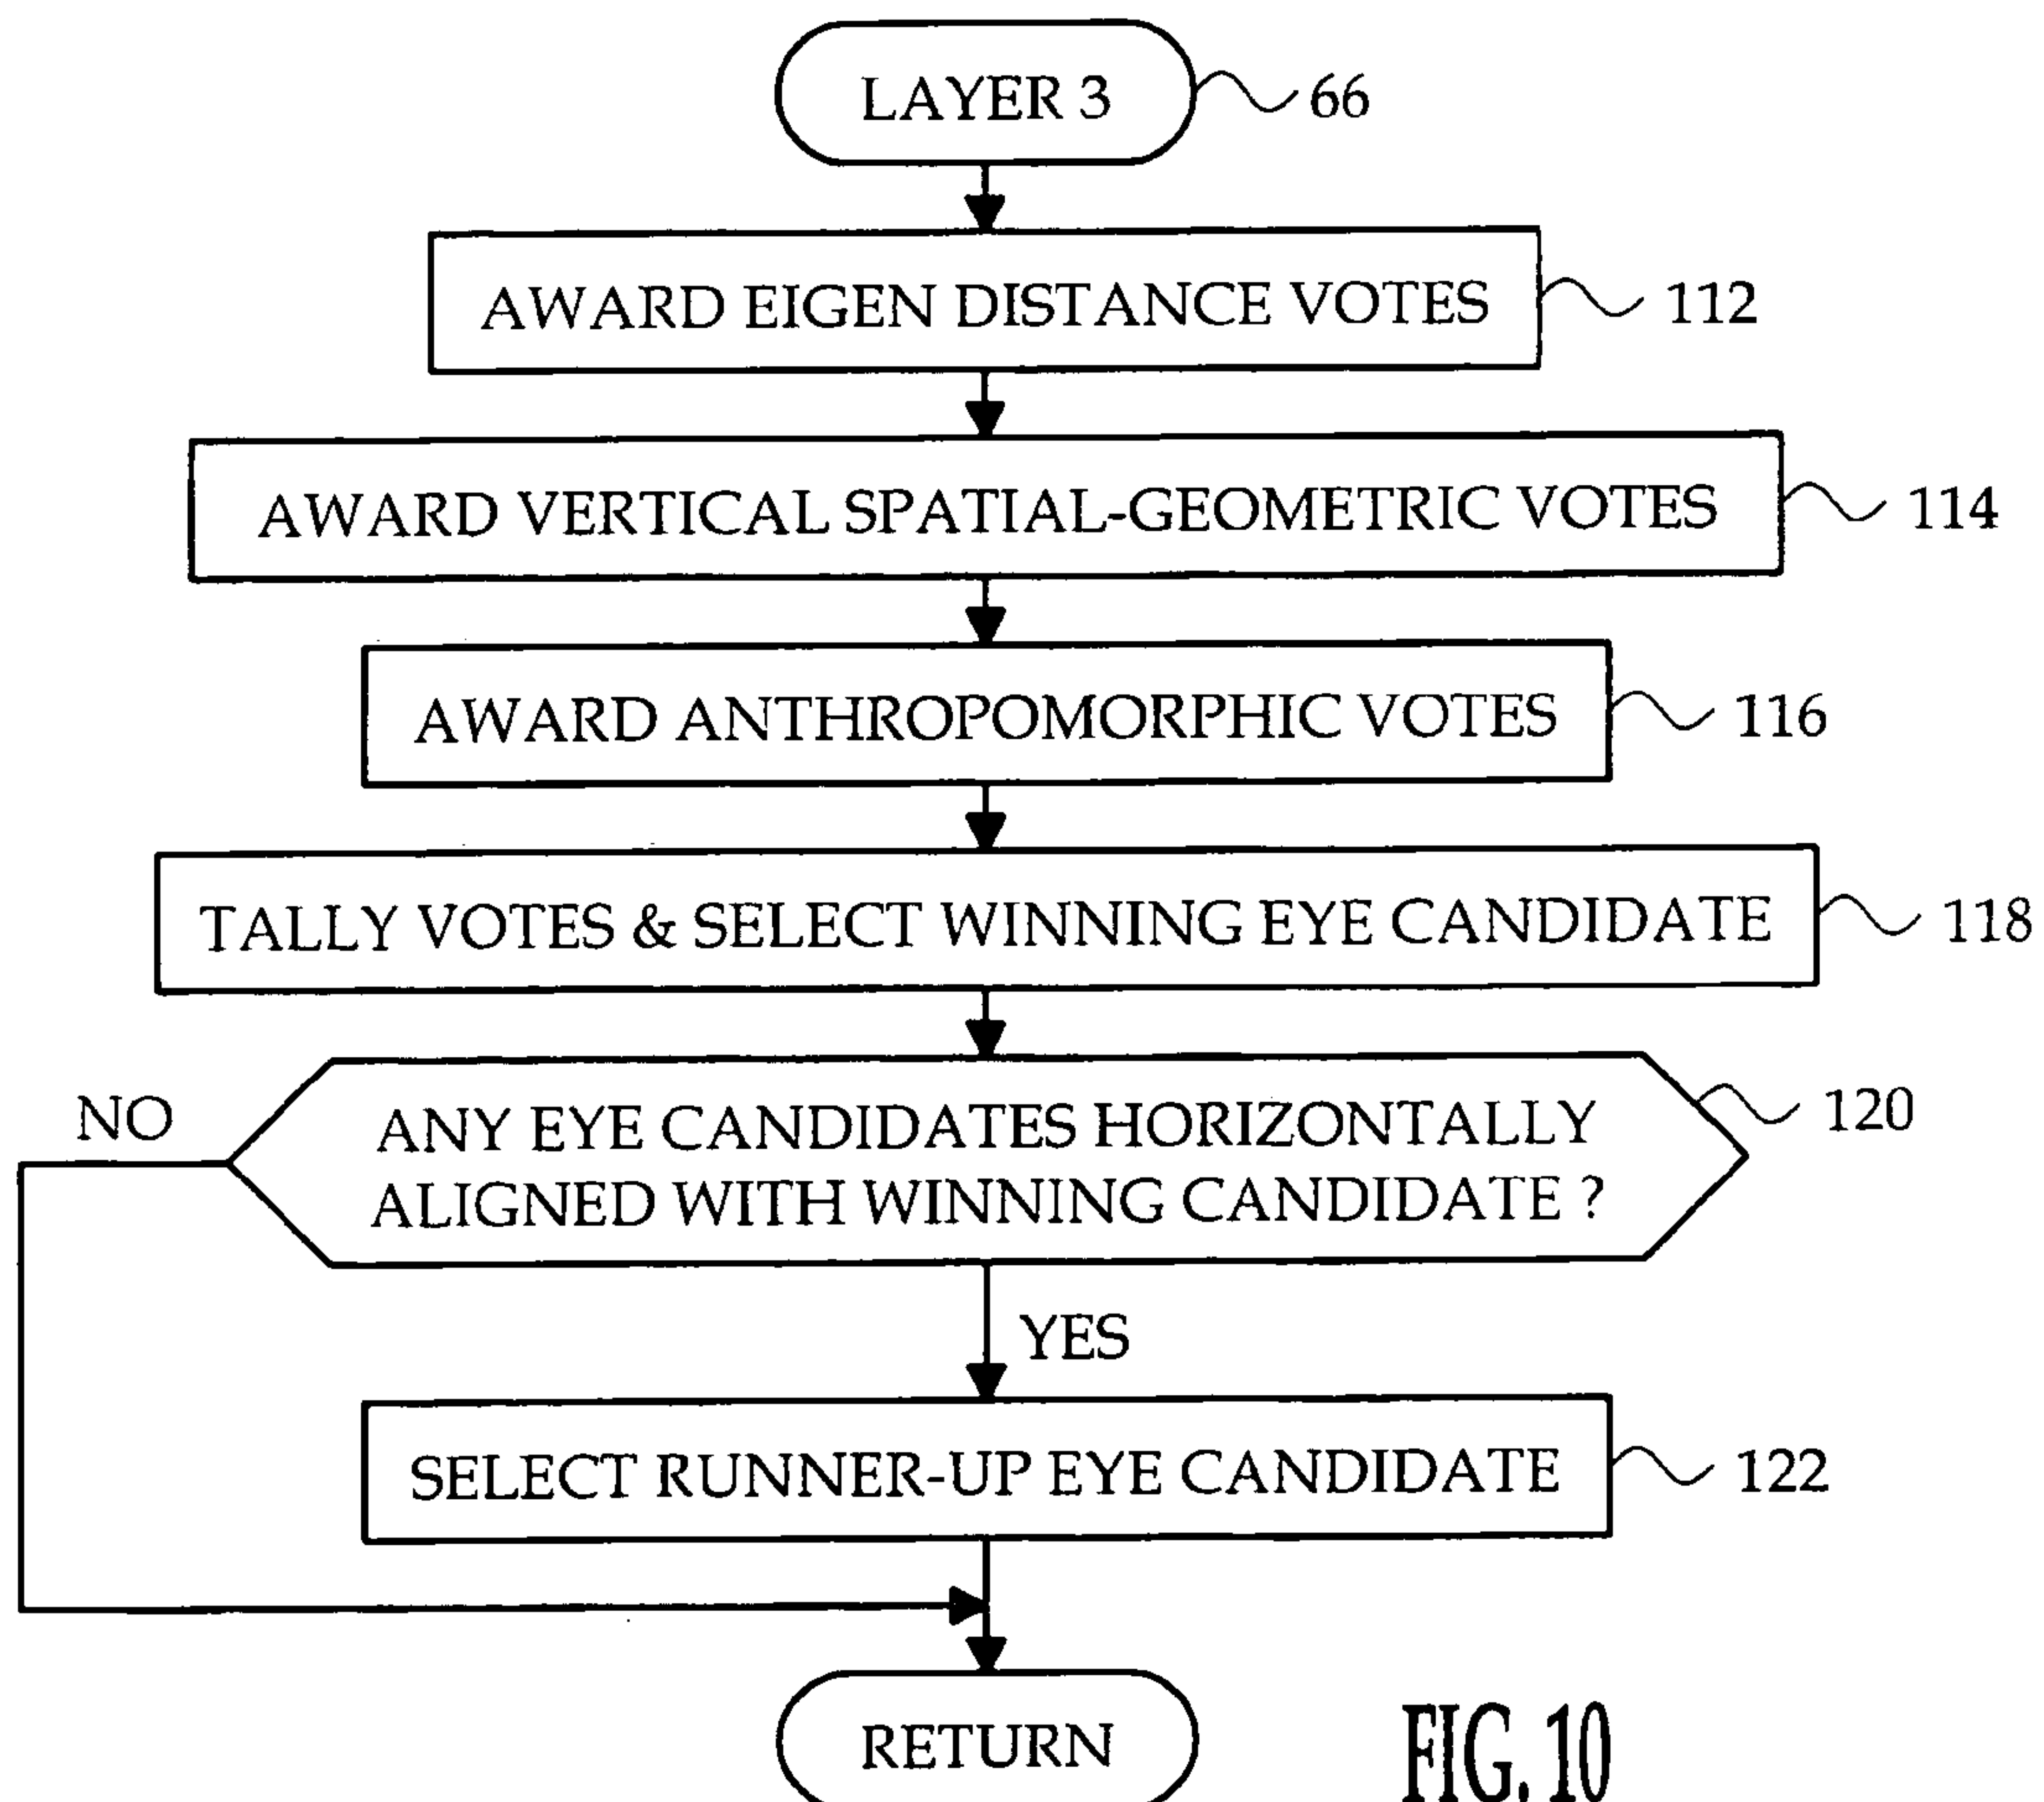 LAYER 3
66
AWARD EIGEN DISTANCE VOTES
112
AWARD VERTICAL SPATIAL-GEOMETRIC VOTES
114
AWARD ANTHROPOMORPHIC VOTES
116
TALLY VOTES & SELECT WINNING EYE CANDIDATE
118
NO
ANY EYE CANDIDATES HORIZONTALLY
ALIGNED WITH WINNING CANDIDATE ?
120
YES
SELECT RUNNER-UP EYE CANDIDATE
122
RETURN
FIG. 10